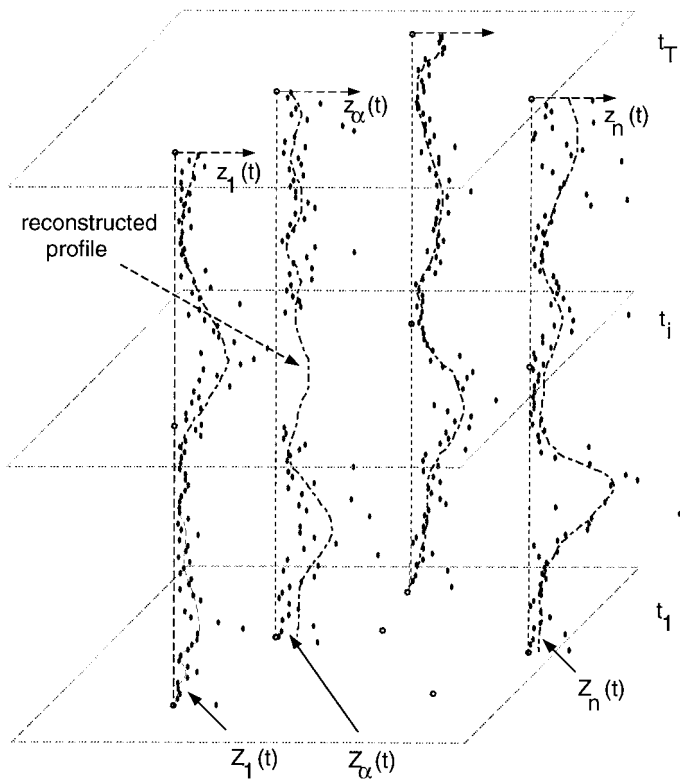 t_T
z_α(t)
z_n(t)
z_1(t)
reconstructed
profile
t_i
t_1
Z_n(t)
Z_1(t)
Z_α(t)